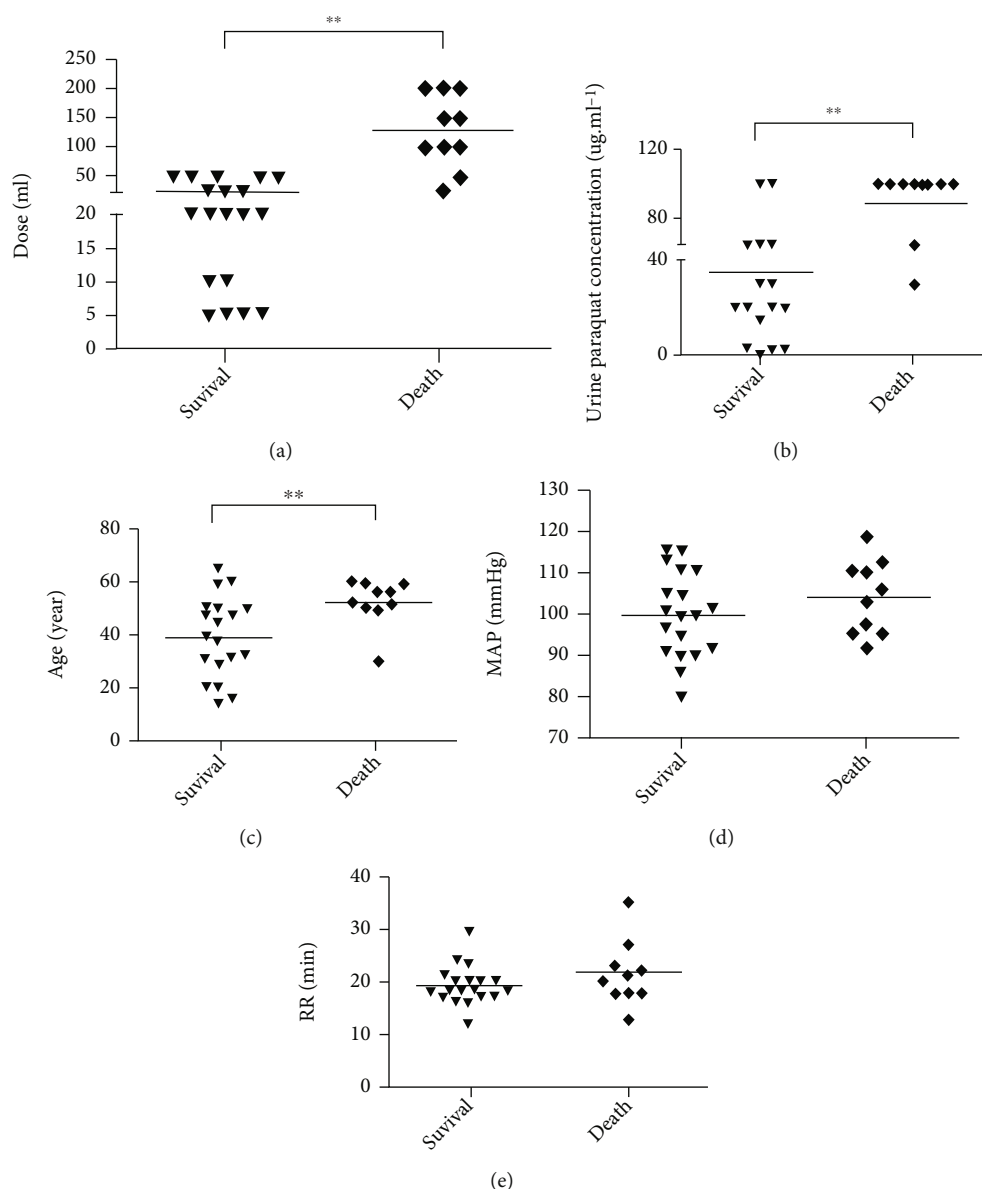 **
Dose (ml)
250
200
150
100
50
20
15
10
5
0
Suvival
Death
(a)
**
Urine paraquat concentration (ug.ml⁻¹)
120
80
40
0
Suvival
Death
(b)
**
Age (year)
80
60
40
20
0
Suvival
Death
(c)
MAP (mmHg)
130
120
110
100
90
80
70
Suvival
Death
(d)
RR (min)
40
30
20
10
0
Suvival
Death
(e)